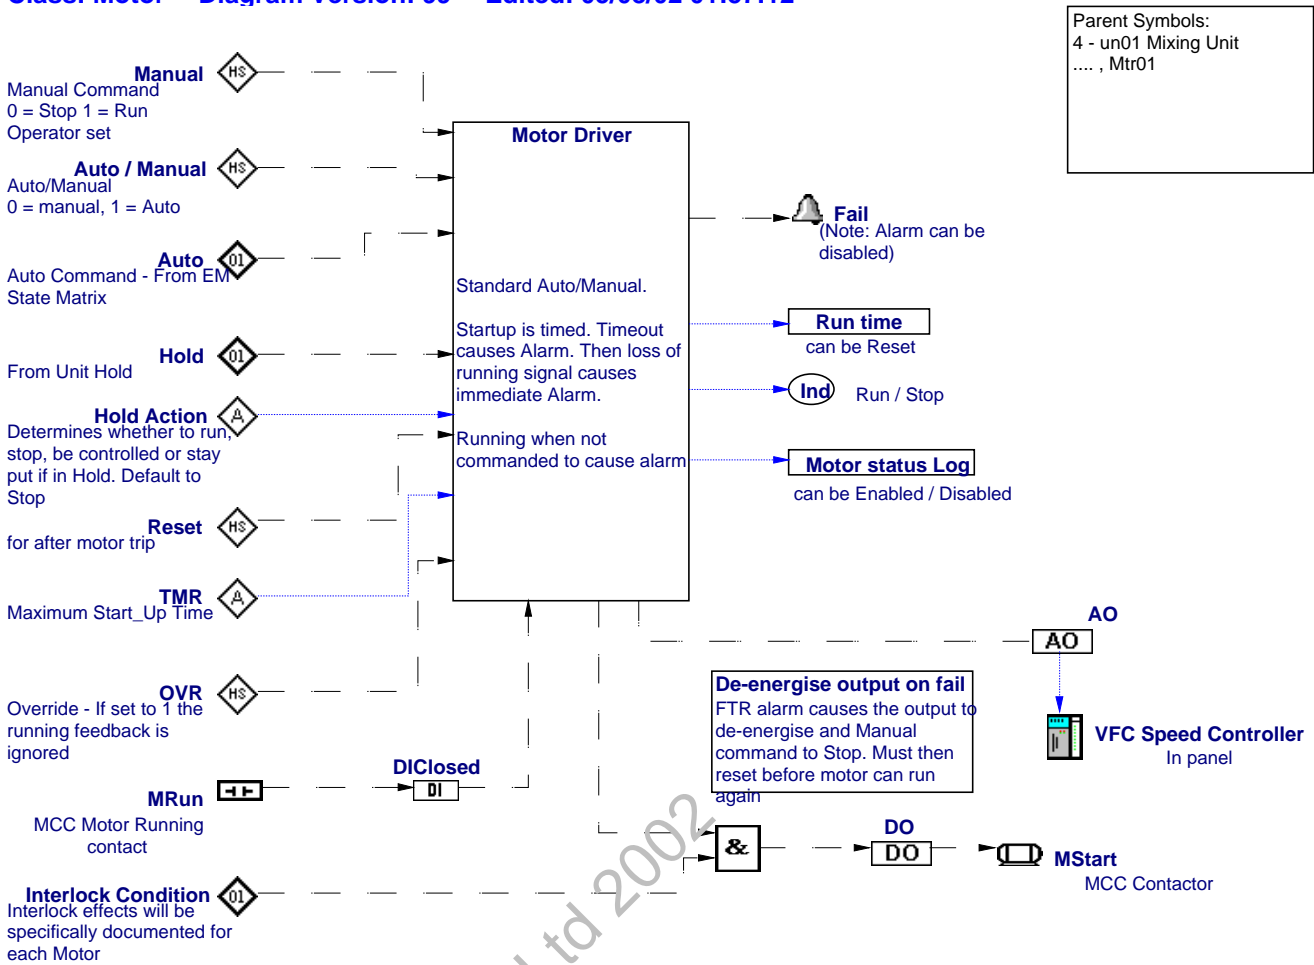 Parent Symbols:
4 - un01 Mixing Unit
.... , Mtr01
Manual
HS
Manual Command
0 = Stop 1 = Run
Operator set
Auto / Manual
HS
Auto/Manual
0 = manual, 1 = Auto
Auto
01
Auto Command - From EM
State Matrix
Hold
01
From Unit Hold
Hold Action
A
Determines whether to run,
stop, be controlled or stay
put if in Hold. Default to
Stop
Reset
HS
for after motor trip
TMR
A
Maximum Start_Up Time
OVR
HS
Override - If set to 1 the
running feedback is
ignored
MRun
MCC Motor Running
contact
DIClosed
DI
Interlock Condition
01
Interlock effects will be
specifically documented for
each Motor
Motor Driver
Standard Auto/Manual.
Startup is timed. Timeout
causes Alarm. Then loss of
running signal causes
immediate Alarm.
Running when not
commanded to cause alarm
Fail
(Note: Alarm can be
disabled)
Run time
can be Reset
Ind
Run / Stop
Motor status Log
can be Enabled / Disabled
AO
AO
VFC Speed Controller
In panel
De-energise output on fail
FTR alarm causes the output to
de-energise and Manual
command to Stop. Must then
reset before motor can run
again
&
DO
DO
MStart
MCC Contactor
td 2002